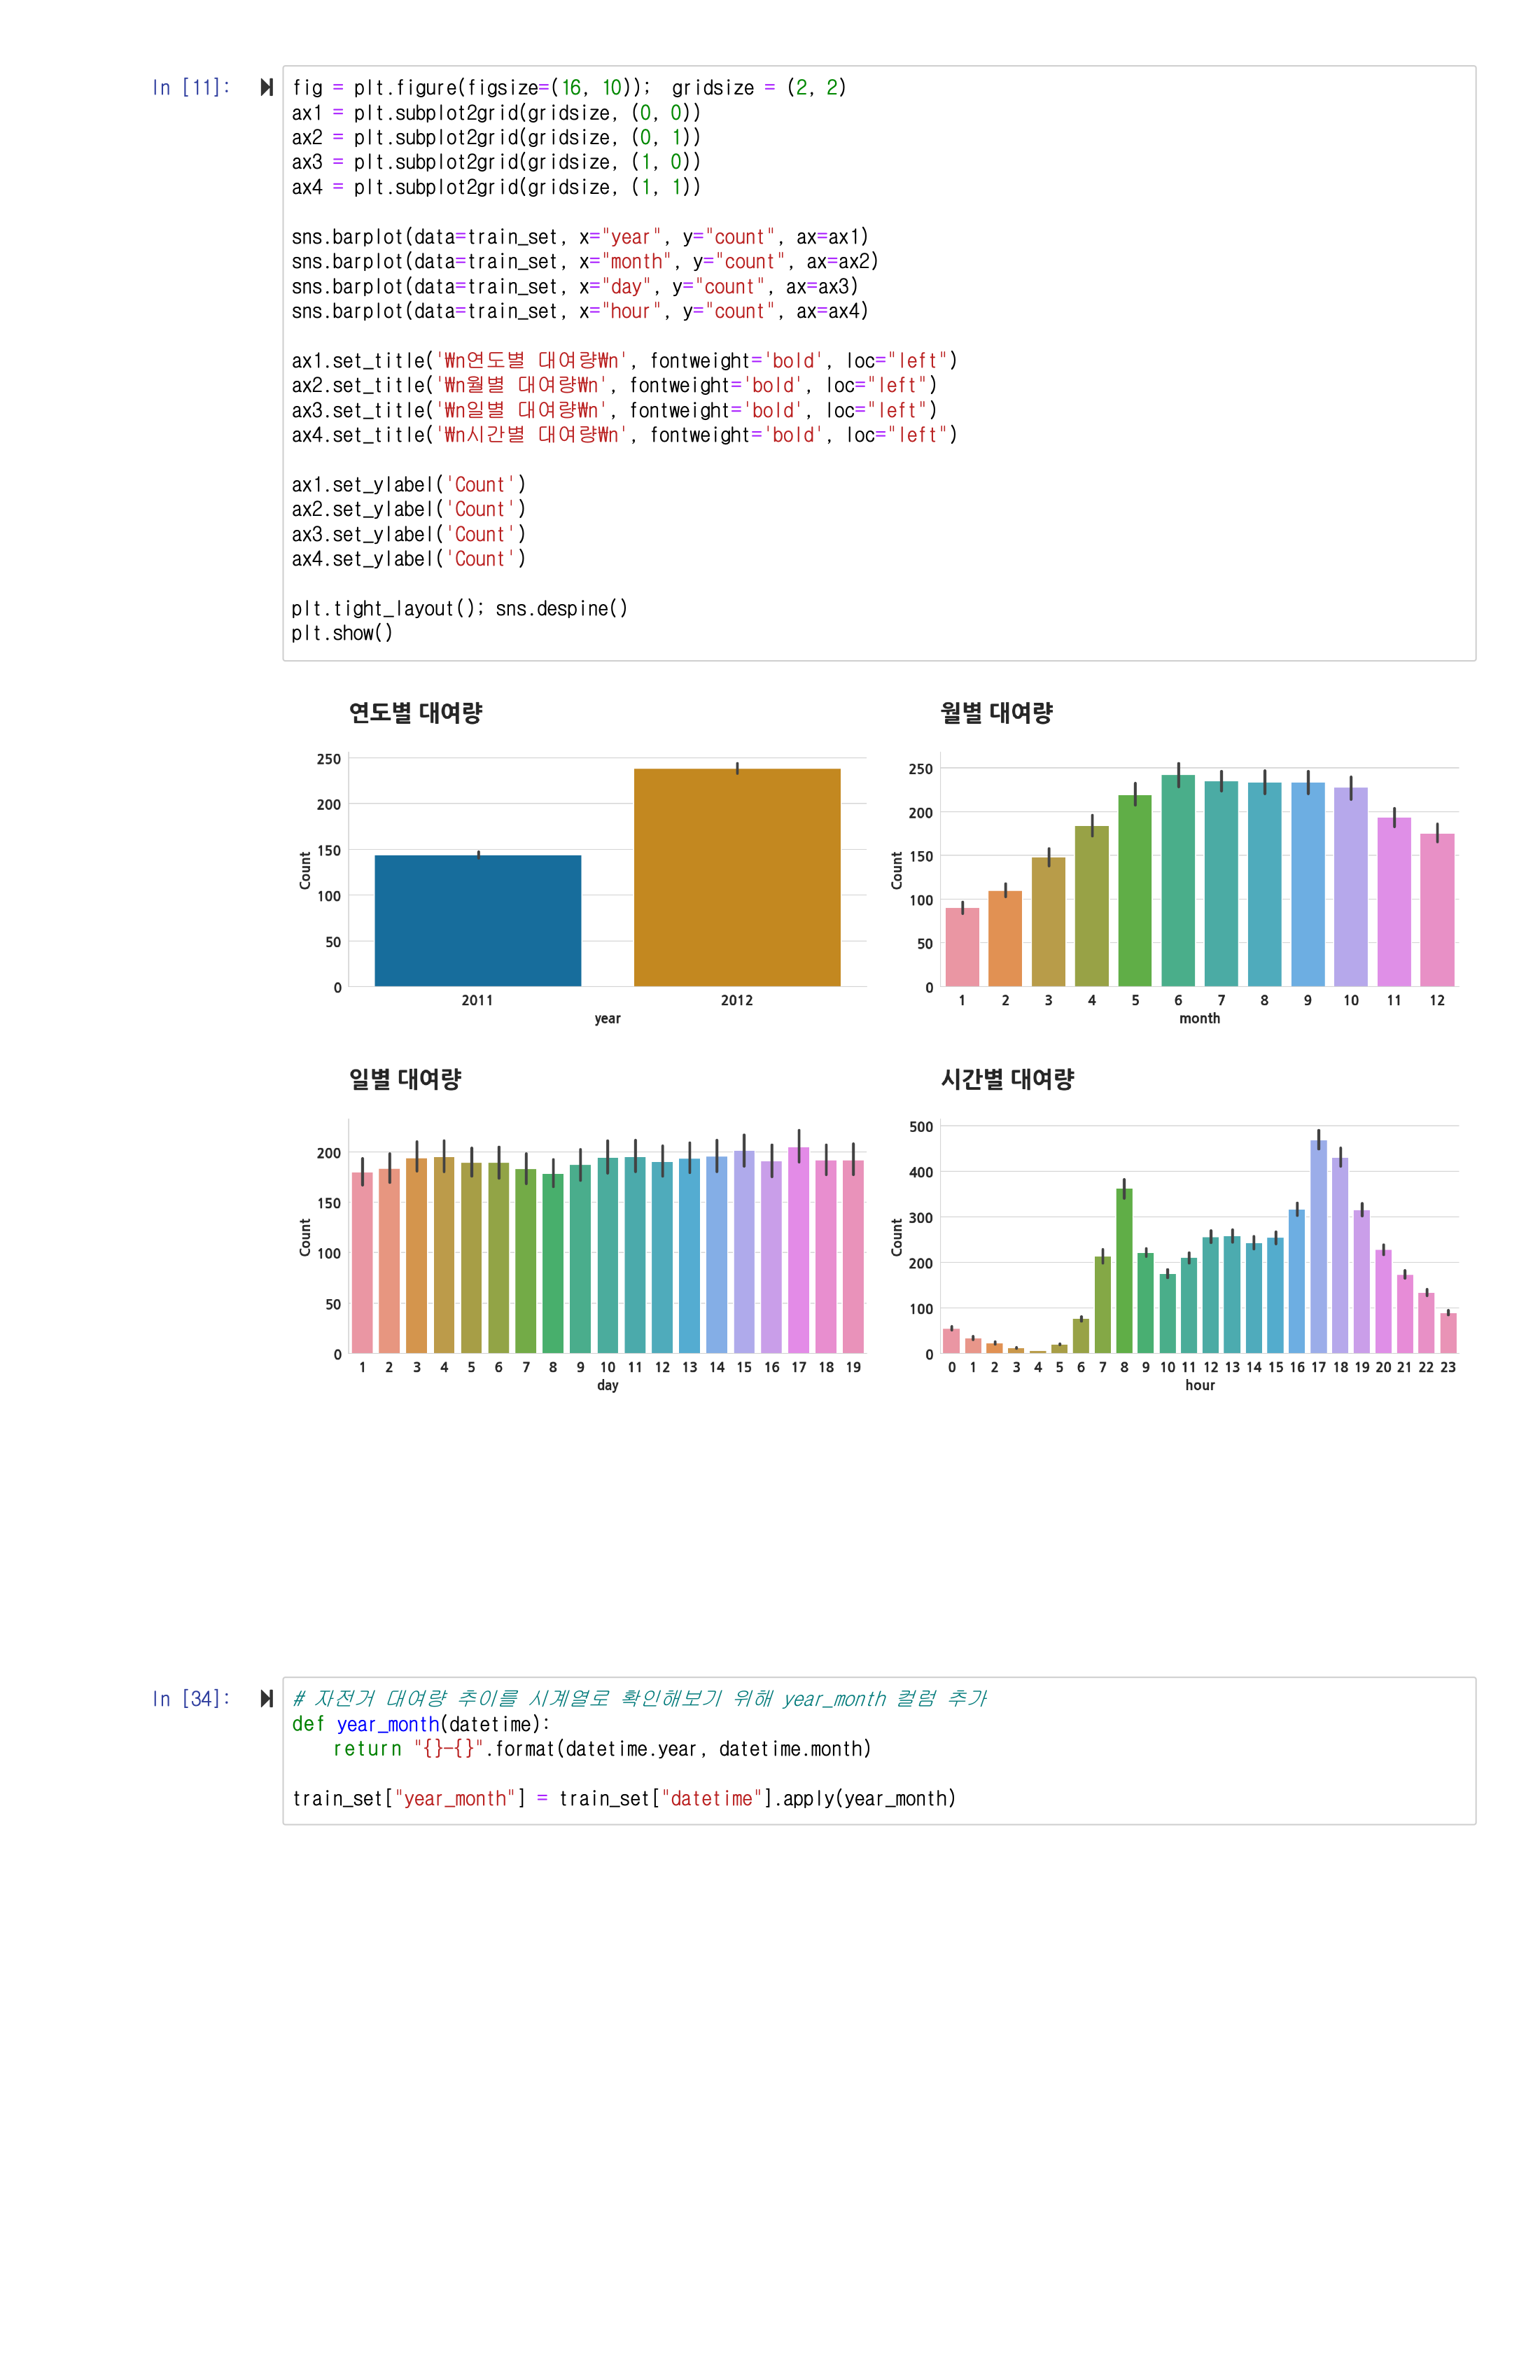 In [11]:
fig = plt.figure(figsize=(16, 10));  gridsize = (2, 2)
ax1 = plt.subplot2grid(gridsize, (0, 0))
ax2 = plt.subplot2grid(gridsize, (0, 1))
ax3 = plt.subplot2grid(gridsize, (1, 0))
ax4 = plt.subplot2grid(gridsize, (1, 1))
sns.barplot(data=train_set, x="year", y="count", ax=ax1)
sns.barplot(data=train_set, x="month", y="count", ax=ax2)
sns.barplot(data=train_set, x="day", y="count", ax=ax3)
sns.barplot(data=train_set, x="hour", y="count", ax=ax4)
ax1.set_title('₩n연도별 대여량₩n', fontweight='bold', loc="left")
ax2.set_title('₩n월별 대여량₩n', fontweight='bold', loc="left")
ax3.set_title('₩n일별 대여량₩n', fontweight='bold', loc="left")
ax4.set_title('₩n시간별 대여량₩n', fontweight='bold', loc="left")
ax1.set_ylabel('Count')
ax2.set_ylabel('Count')
ax3.set_ylabel('Count')
ax4.set_ylabel('Count')
plt.tight_layout(); sns.despine()
plt.show()
연도별 대여량
250
200
150
100
50
0
Count
2011 2012
year
월별 대여량
250
200
150
100
50
0
Count
1 2 3 4 5 6 7 8 9 10 11 12
month
일별 대여량
200
150
100
50
0
Count
1 2 3 4 5 6 7 8 9 10 11 12 13 14 15 16 17 18 19
day
시간별 대여량
500
400
300
200
100
0
Count
0 1 2 3 4 5 6 7 8 9 10 11 12 13 14 15 16 17 18 19 20 21 22 23
hour
In [34]:
# 자전거 대여량 추이를 시계열로 확인해보기 위해 year_month 컬럼 추가
def year_month(datetime):
    return "{}-{}".format(datetime.year, datetime.month)
train_set["year_month"] = train_set["datetime"].apply(year_month)